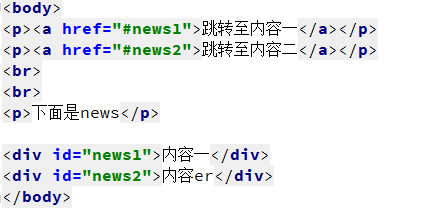 <body>
<p><a href="#news1">跳转至内容一</a></p>
<p><a href="#news2">跳转至内容二</a></p>
<br>
<br>
<p>下面是news</p>
<div id="news1">内容一</div>
<div id="news2">内容er</div>
</body>